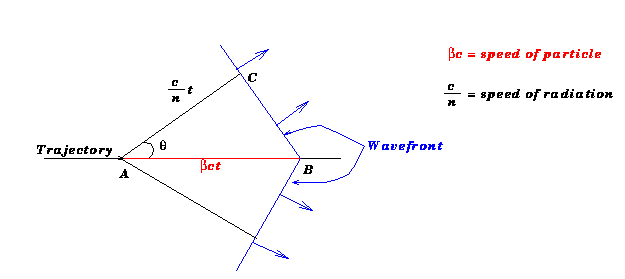 βc = speed of particle
C
c/n t
c/n = speed of radiation
θ
Wavefront
Trajectory
βct
A
B